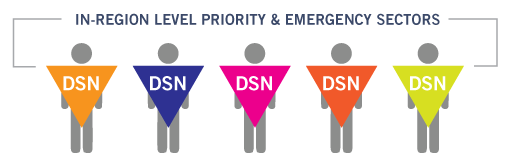 IN-REGION LEVEL PRIORITY & EMERGENCY SECTORS
DSN DSN DSN DSN DSN